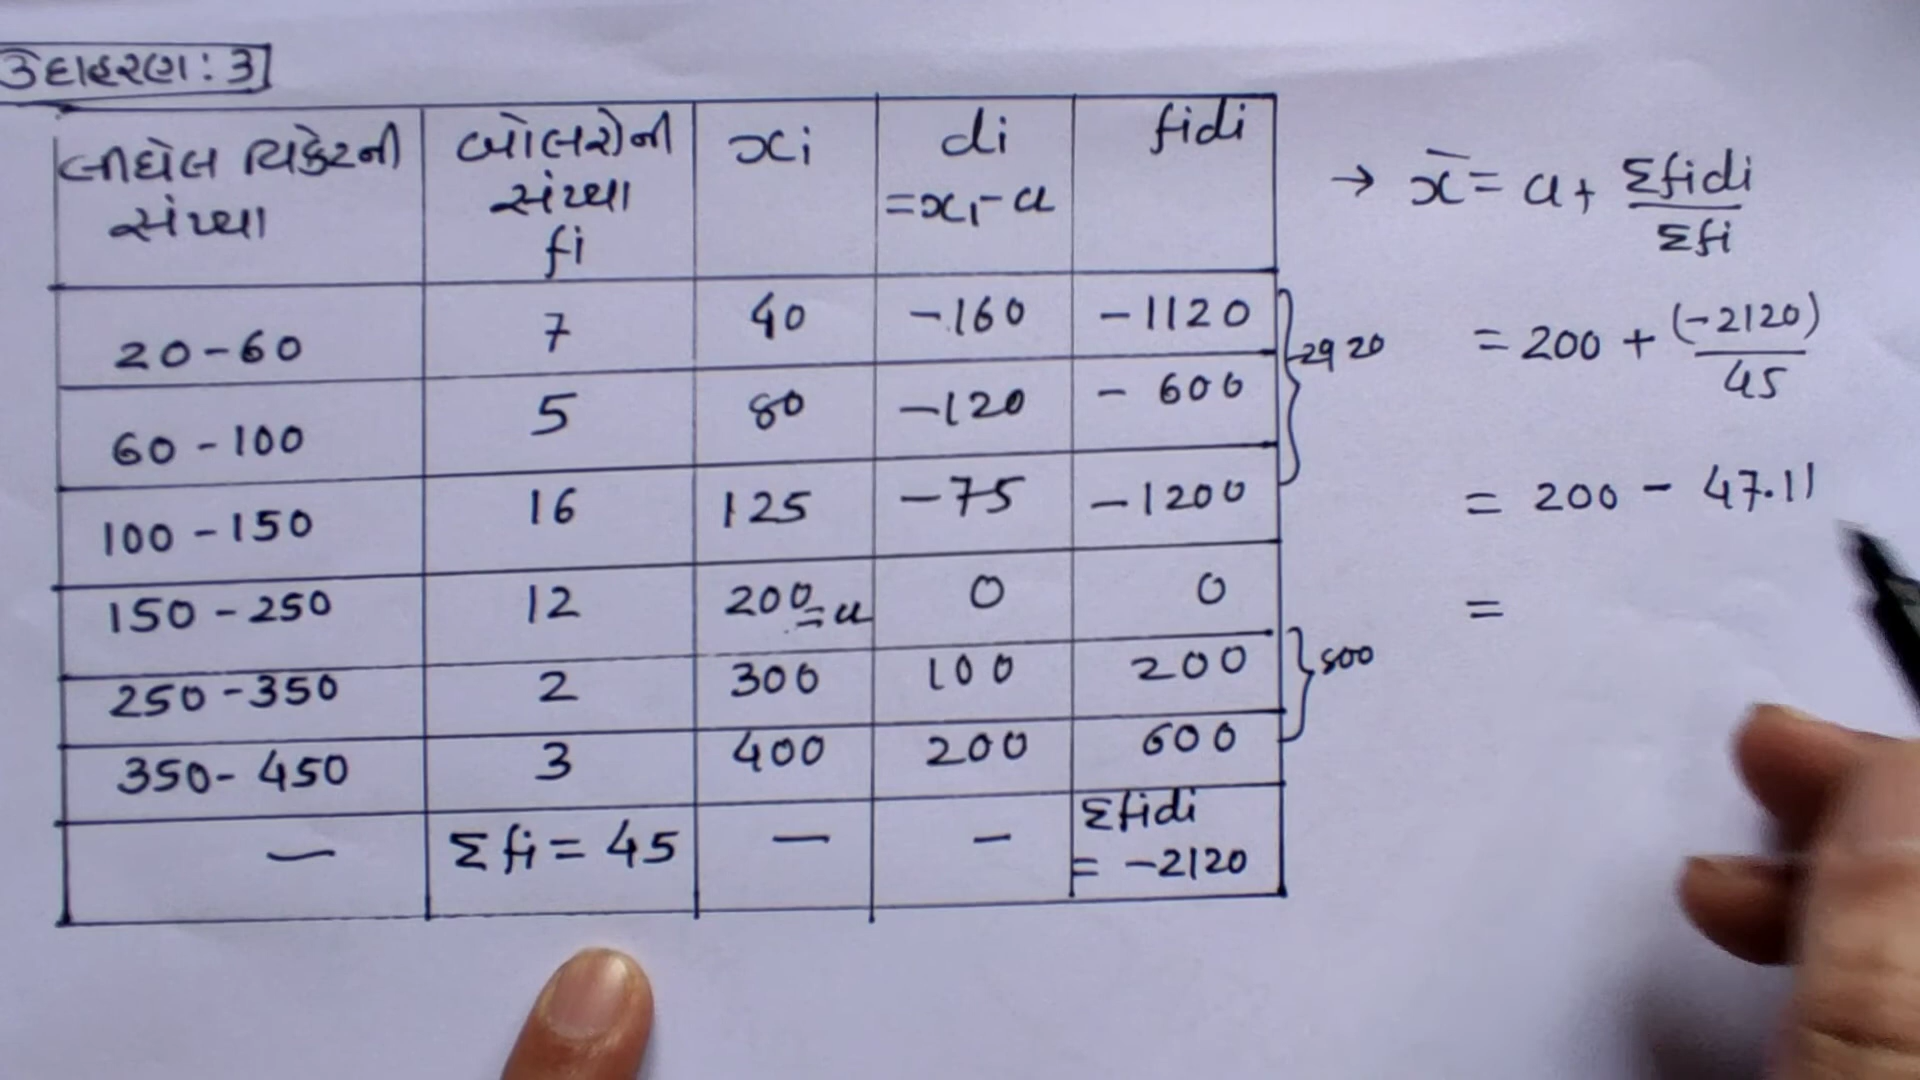 ઉદાહરણ : 3
લીધેલ વિકેટની સંખ્યા | બોલરોની સંખ્યા fi | xi | di = xi - a | fidi
20 - 60 | 7 | 40 | -160 | -1120
60 - 100 | 5 | 80 | -120 | -600
100 - 150 | 16 | 125 | -75 | -1200
-2920
150 - 250 | 12 | 200 = a | 0 | 0
250 - 350 | 2 | 300 | 100 | 200
350 - 450 | 3 | 400 | 200 | 600
800
— | Σfi = 45 | — | — | Σfidi = -2120
→ x̄ = a + Σfidi / Σfi
= 200 + (-2120) / 45
= 200 - 47.11
=